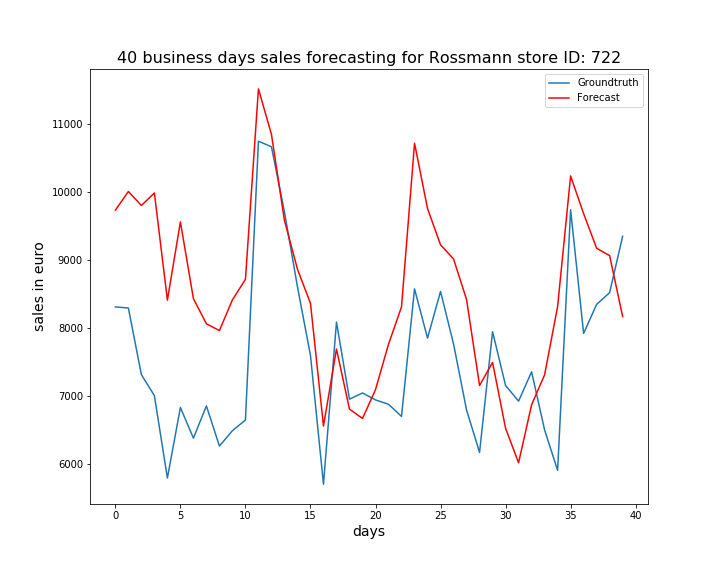 40 business days sales forecasting for Rossmann store ID: 722
Groundtruth
Forecast
sales in euro
11000
10000
9000
8000
7000
6000
0 5 10 15 20 25 30 35 40
days